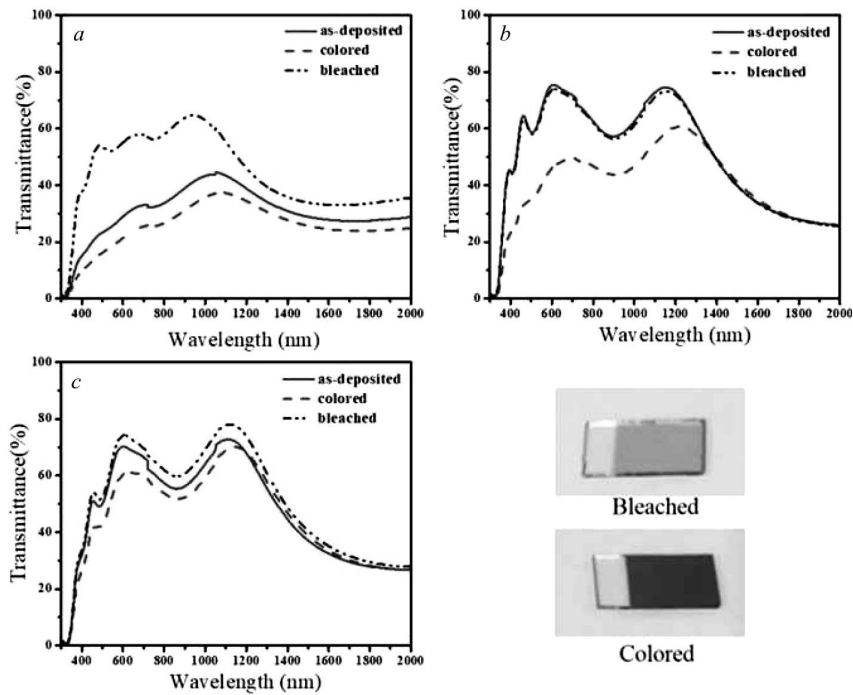 a
as-deposited
colored
bleached
100
80
60
40
20
0
Transmittance(%)
400 600 800 1000 1200 1400 1600 1800 2000
Wavelength (nm)
b
as-deposited
colored
bleached
100
80
60
40
20
0
Transmittance(%)
400 600 800 1000 1200 1400 1600 1800 2000
Wavelength (nm)
c
as-deposited
colored
bleached
100
80
60
40
20
0
Transmittance(%)
400 600 800 1000 1200 1400 1600 1800 2000
Wavelength (nm)
Bleached
Colored